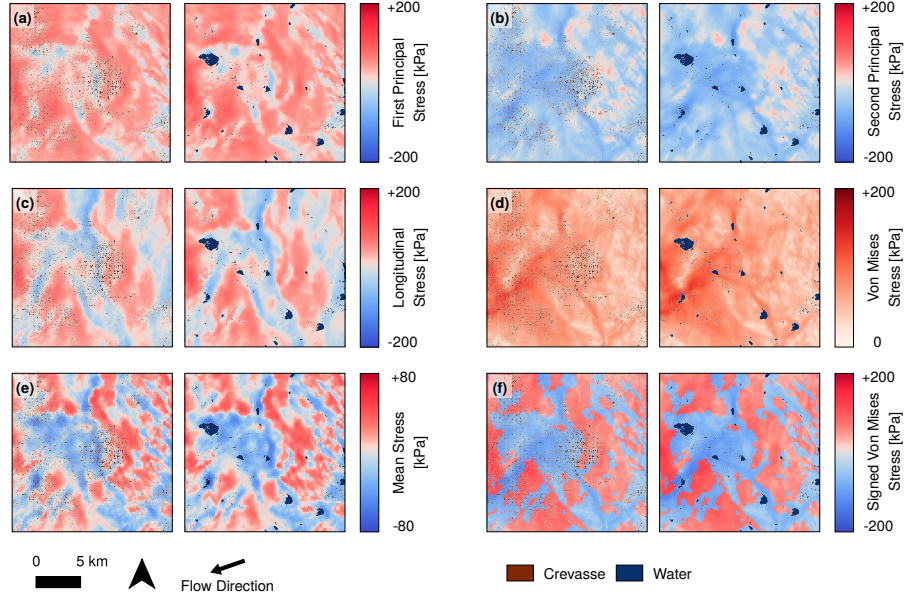 (a)
+200
First Principal
Stress [kPa]
-200
(b)
+200
Second Principal
Stress [kPa]
-200
(c)
+200
Longitudinal
Stress [kPa]
-200
(d)
+200
Von Mises
Stress [kPa]
0
(e)
+80
Mean Stress
[kPa]
-80
(f)
+200
Signed Von Mises
Stress [kPa]
-200
0 5 km
Flow Direction
Crevasse
Water